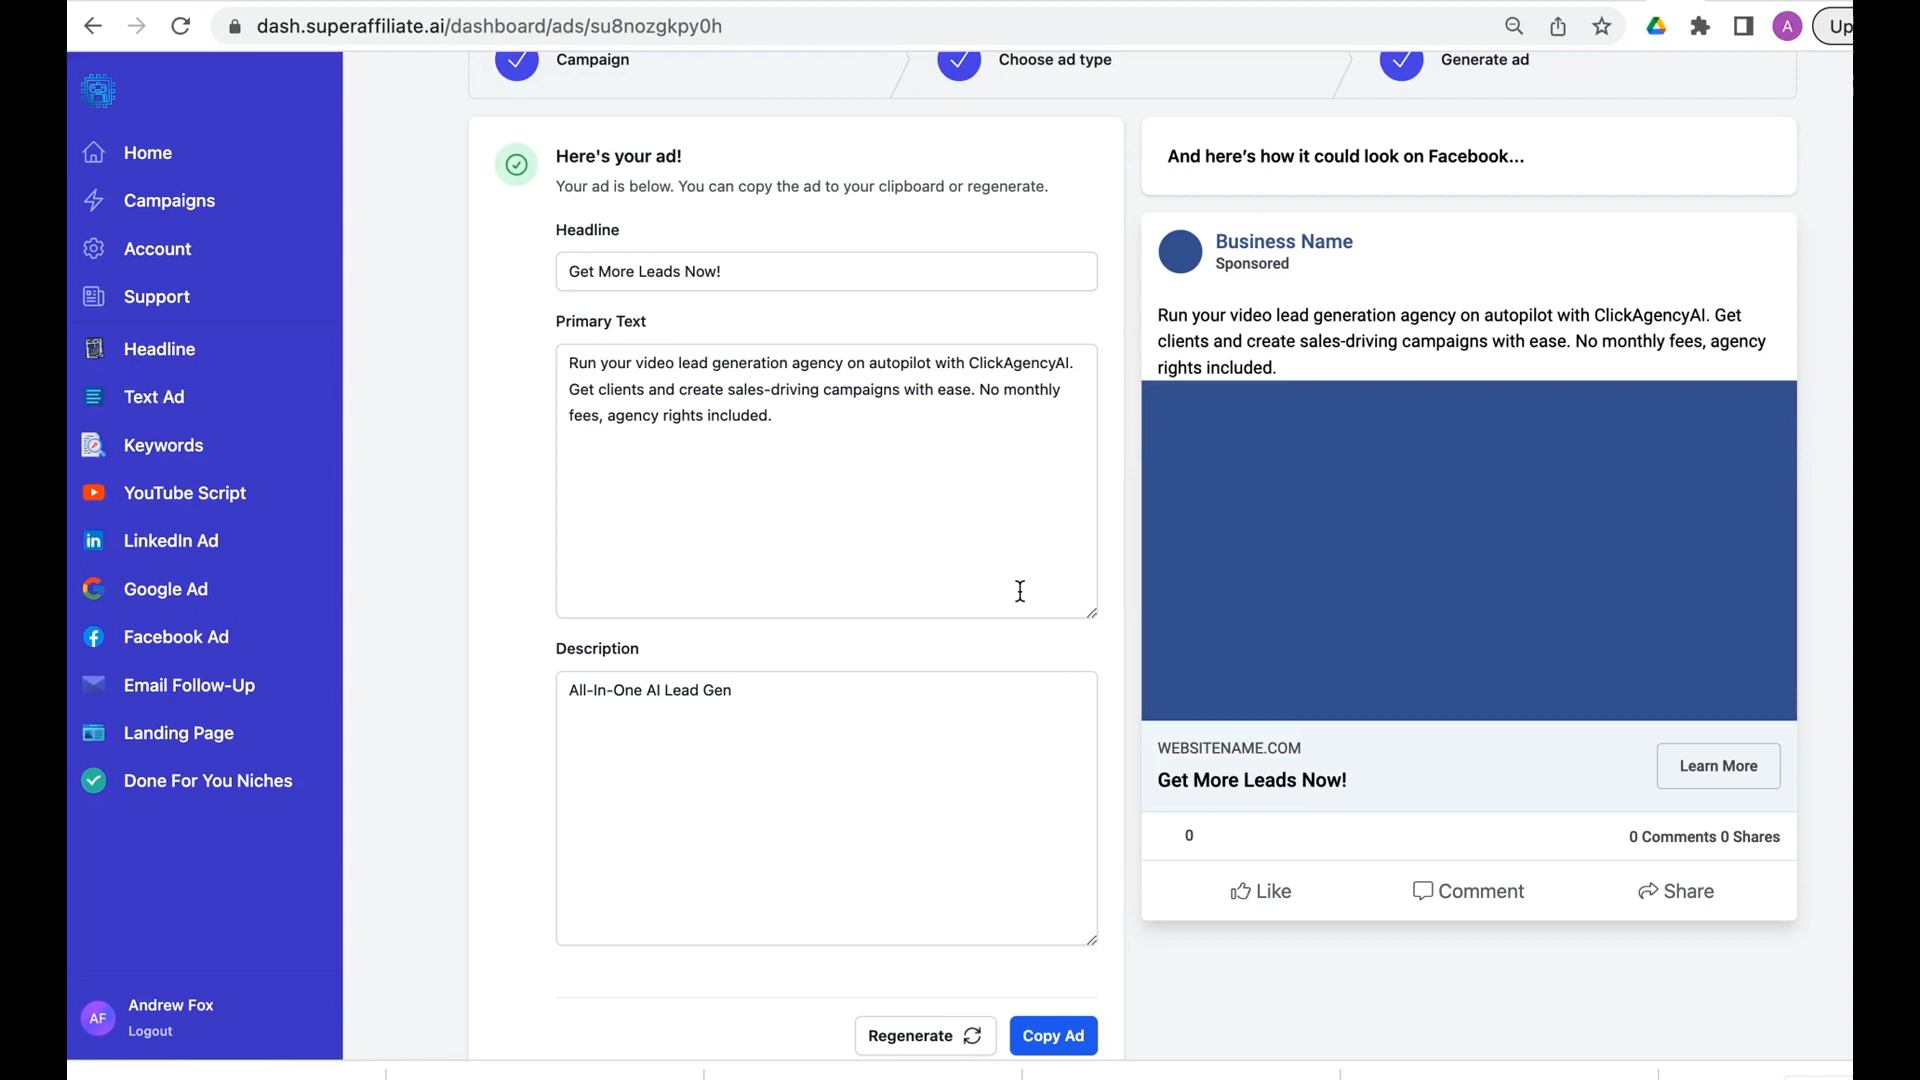 dash.superaffiliate.ai/dashboard/ads/su8nozgkpy0h
A
Up
Campaign
Choose ad type
Generate ad
Home
Campaigns
Account
Support
Headline
Text Ad
Keywords
YouTube Script
LinkedIn Ad
Google Ad
Facebook Ad
Email Follow-Up
Landing Page
Done For You Niches
AF
Andrew Fox
Logout
Here's your ad!
Your ad is below. You can copy the ad to your clipboard or regenerate.
Headline
Get More Leads Now!
Primary Text
Run your video lead generation agency on autopilot with ClickAgencyAI.
Get clients and create sales-driving campaigns with ease. No monthly
fees, agency rights included.
Description
All-In-One AI Lead Gen
Regenerate
Copy Ad
And here's how it could look on Facebook...
Business Name
Sponsored
Run your video lead generation agency on autopilot with ClickAgencyAI. Get
clients and create sales-driving campaigns with ease. No monthly fees, agency
rights included.
WEBSITENAME.COM
Get More Leads Now!
Learn More
0
0 Comments 0 Shares
Like
Comment
Share